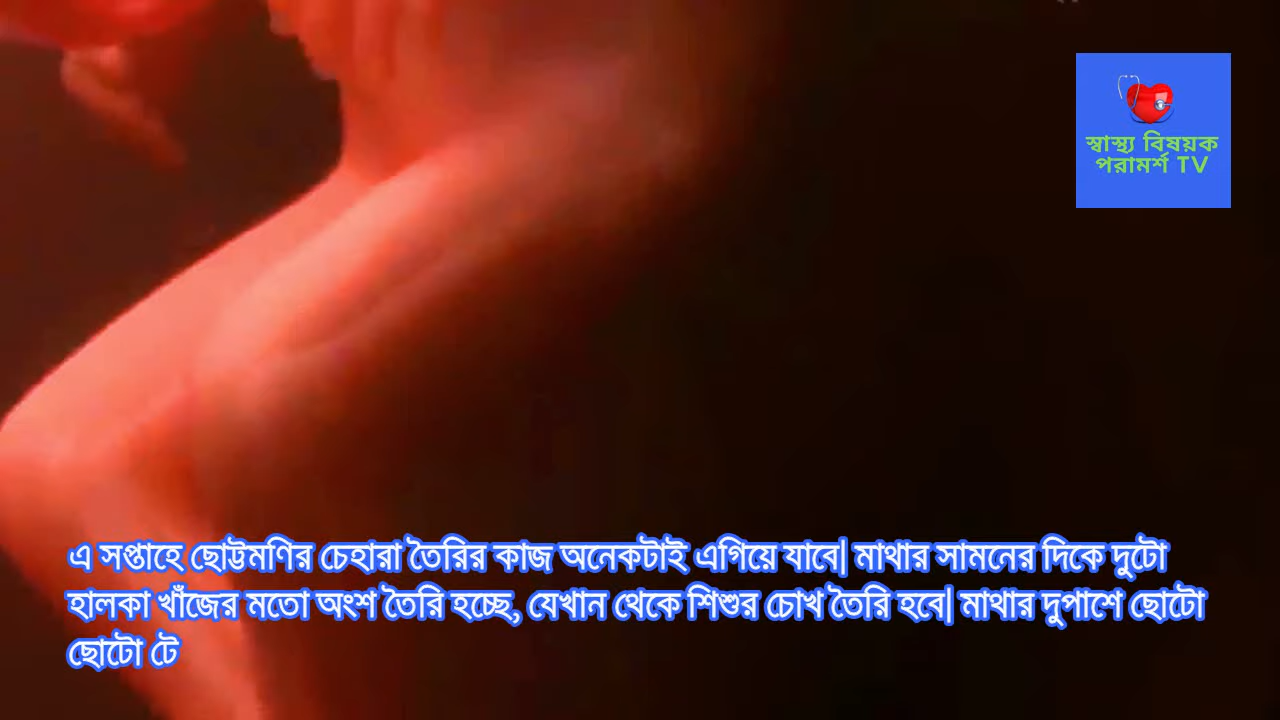 স্বাস্থ্য বিষয়ক
পরামর্শ TV
এ সপ্তাহে ছোট্টমণির চেহারা তৈরির কাজ অনেকটাই এগিয়ে যাবে| মাথার সামনের দিকে দুটো
হালকা খাঁজের মতো অংশ তৈরি হচ্ছে, যেখান থেকে শিশুর চোখ তৈরি হবে| মাথার দুপাশে ছোটো
ছোটো টে